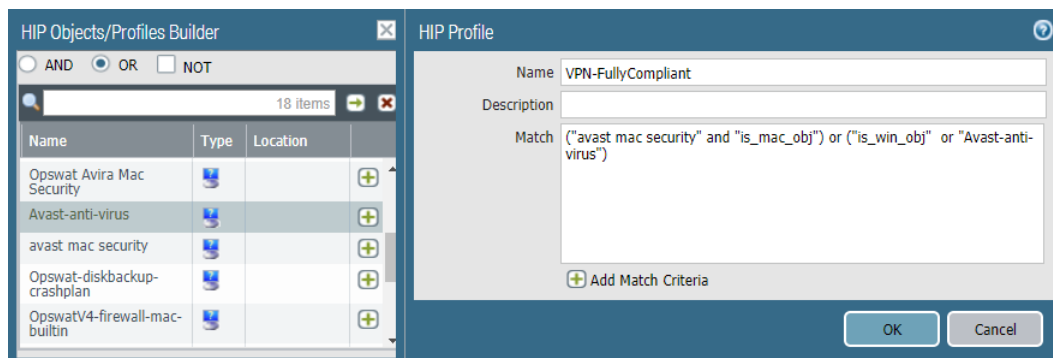 HIP Objects/Profiles Builder
AND OR NOT
18 items
Name Type Location
Opswat Avira Mac
Security
Avast-anti-virus
avast mac security
Opswat-diskbackup-
crashplan
OpswatV4-firewall-mac-
builtin
HIP Profile
Name VPN-FullyCompliant
Description
Match ("avast mac security" and "is_mac_obj") or ("is_win_obj" or "Avast-anti-
virus")
Add Match Criteria
OK Cancel